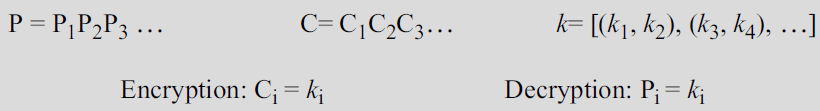 P = P₁P₂P₃ … C= C₁C₂C₃… k= [(k₁, k₂), (k₃, k₄), …]
Encryption: Cᵢ = kᵢ Decryption: Pᵢ = kᵢ